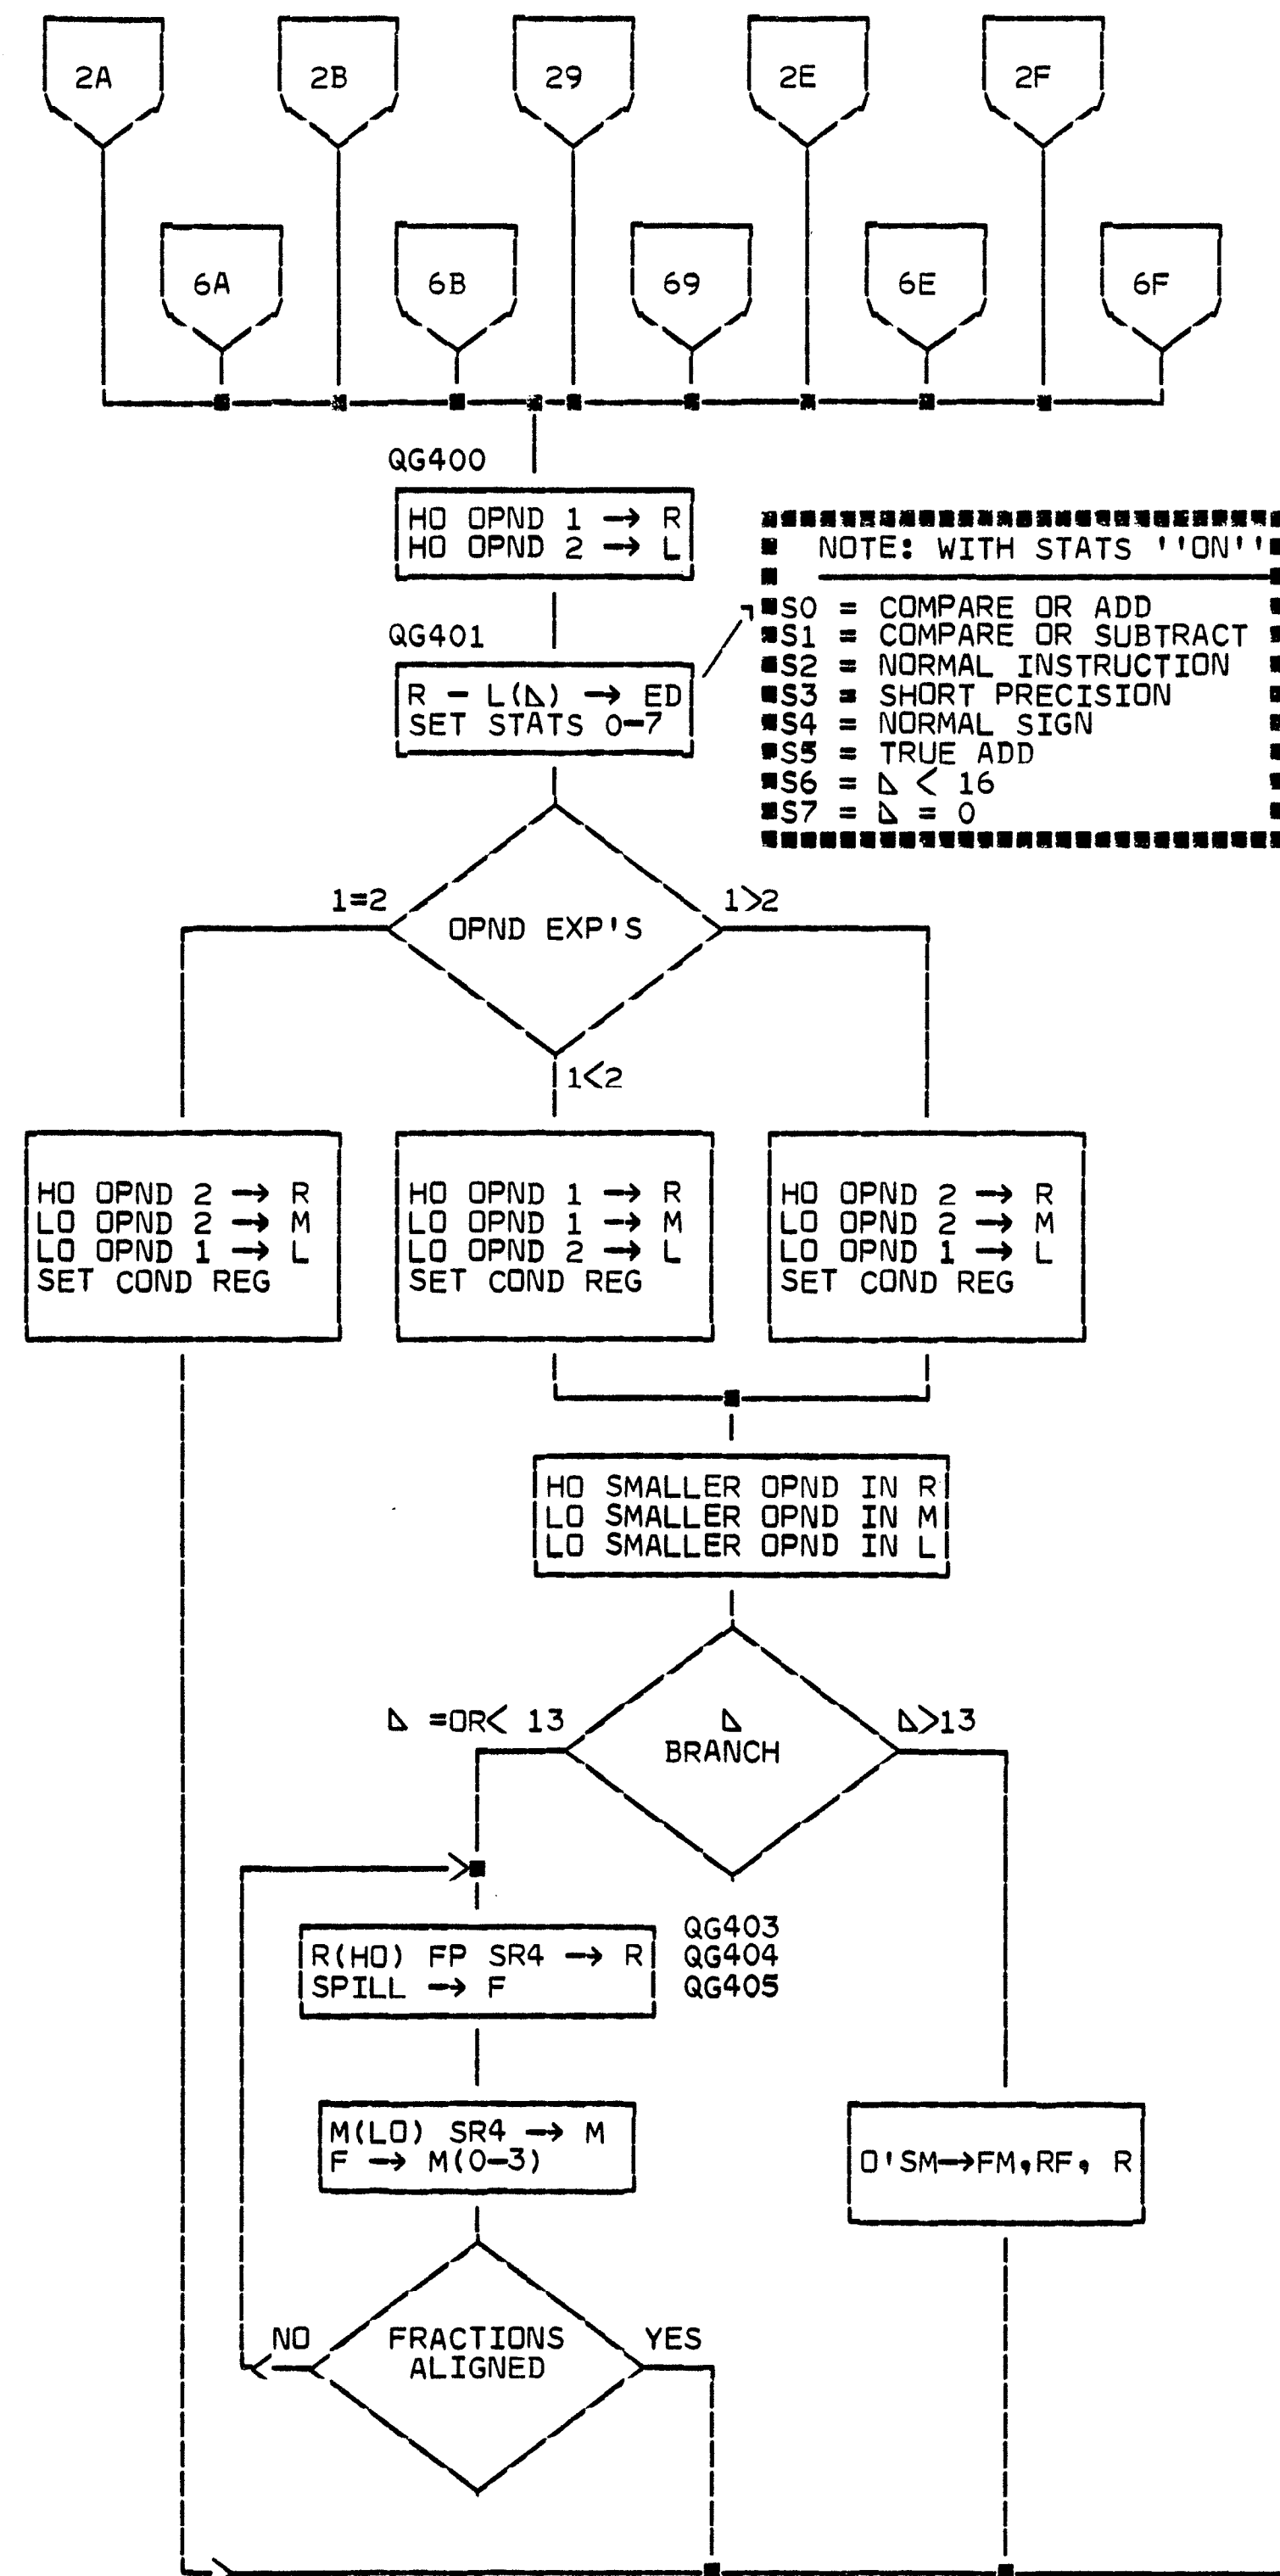 2A
2B
29
2E
2F
6A
6B
69
6E
6F
QG400
HO OPND 1 → R
HO OPND 2 → L
NOTE: WITH STATS ''ON''
S0 = COMPARE OR ADD
S1 = COMPARE OR SUBTRACT
S2 = NORMAL INSTRUCTION
S3 = SHORT PRECISION
S4 = NORMAL SIGN
S5 = TRUE ADD
S6 = ⊿ < 16
S7 = ⊿ = 0
QG401
R - L(⊿) → ED
SET STATS 0-7
1=2
OPND EXP'S
1>2
1<2
HO OPND 2 → R
LO OPND 2 → M
LO OPND 1 → L
SET COND REG
HO OPND 1 → R
LO OPND 1 → M
LO OPND 2 → L
SET COND REG
HO OPND 2 → R
LO OPND 2 → M
LO OPND 1 → L
SET COND REG
HO SMALLER OPND IN R
LO SMALLER OPND IN M
LO SMALLER OPND IN L
⊿ =OR< 13
⊿
BRANCH
⊿>13
R(HO) FP SR4 → R
SPILL → F
QG403
QG404
QG405
M(LO) SR4 → M
F → M(0-3)
0'SM→FM,RF, R
NO
FRACTIONS
ALIGNED
YES